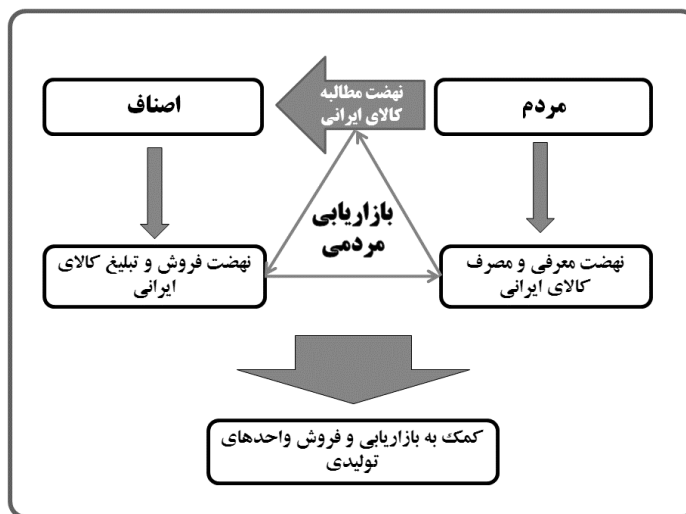 مردم
نهضت مطالبه
کالای ایرانی
اصناف
بازاریابی
مردمی
نهضت معرفی و مصرف
کالای ایرانی
نهضت فروش و تبلیغ کالای
ایرانی
کمک به بازاریابی و فروش واحدهای
تولیدی